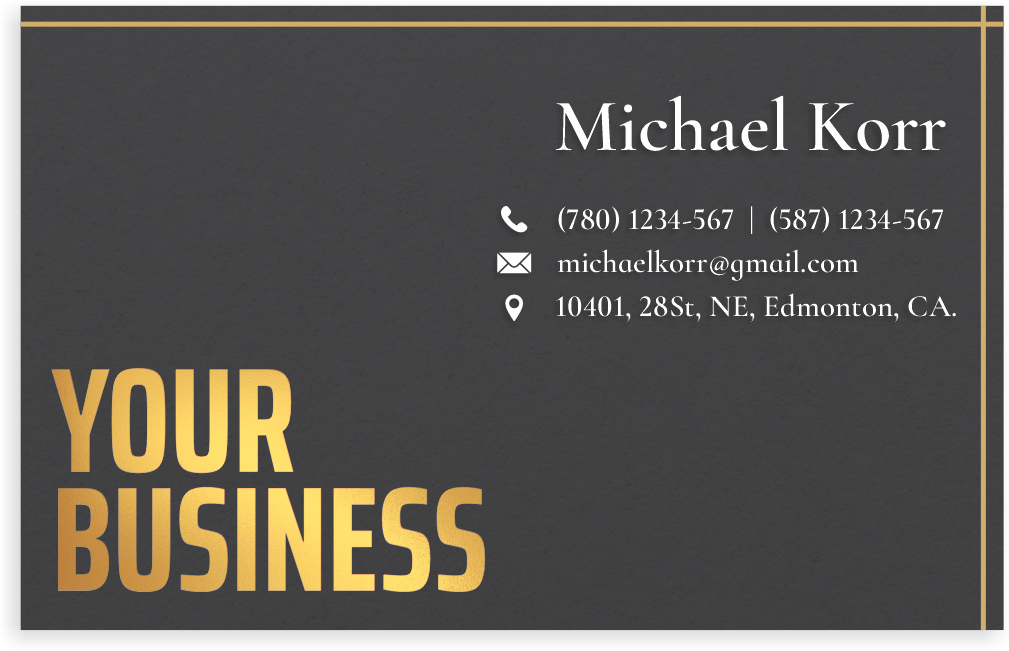 Michael Korr
(780) 1234-567 | (587) 1234-567
michaelkorr@gmail.com
10401, 28St, NE, Edmonton, CA.
YOUR
BUSINESS